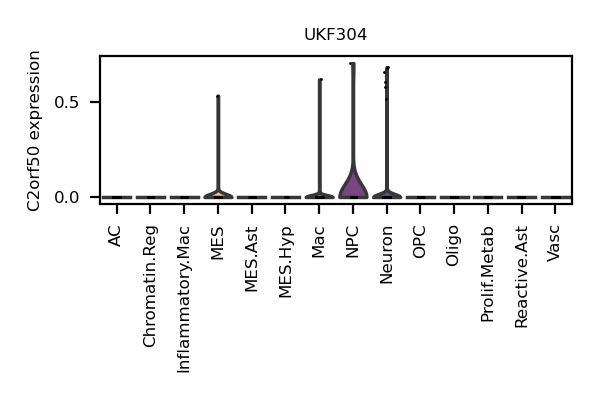 UKF304
C2orf50 expression
0.5
0.0
AC
Chromatin.Reg
Inflammatory.Mac
MES
MES.Ast
MES.Hyp
Mac
NPC
Neuron
OPC
Oligo
Prolif.Metab
Reactive.Ast
Vasc